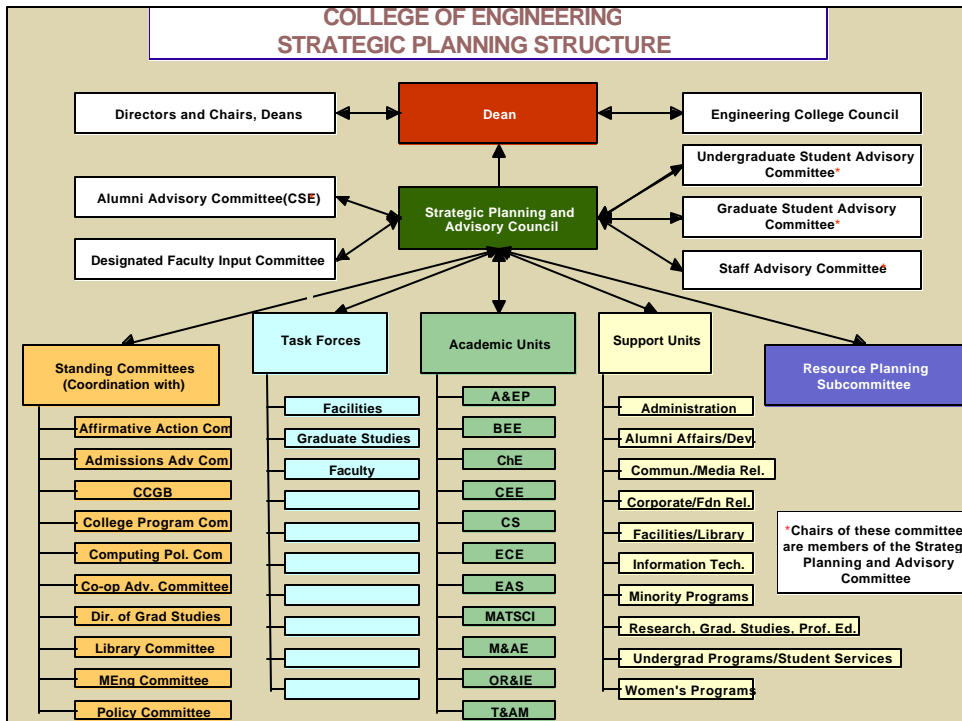 COLLEGE OF ENGINEERING
STRATEGIC PLANNING STRUCTURE
Directors and Chairs, Deans
Dean
Engineering College Council
Undergraduate Student Advisory
Committee*
Alumni Advisory Committee(CSE)*
Strategic Planning and
Advisory Council
Graduate Student Advisory
Committee*
Designated Faculty Input Committee
Staff Advisory Committee*
Standing Committees
(Coordination with)
Affirmative Action Com
Admissions Adv Com
CCGB
College Program Com
Computing Pol. Com
Co-op Adv. Committee
Dir. of Grad Studies
Library Committee
MEng Committee
Policy Committee
Task Forces
Facilities
Graduate Studies
Faculty
Academic Units
A&EP
BEE
ChE
CEE
CS
ECE
EAS
MATSCI
M&AE
OR&IE
T&AM
Support Units
Administration
Alumni Affairs/Dev.
Commun./Media Rel.
Corporate/Fdn Rel.
Facilities/Library
Information Tech.
Minority Programs
Research, Grad. Studies, Prof. Ed.
Undergrad Programs/Student Services
Women's Programs
Resource Planning
Subcommittee
*Chairs of these committee
are members of the Strateg
Planning and Advisory
Committee